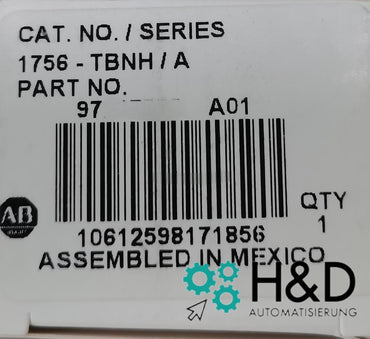 CAT. NO. / SERIES
1756 - TBNH / A
PART NO.
97 A01
AB
QTY
1
10612598171856
ASSEMBLED IN MEXICO
H&D
AUTOMATISIERUNG